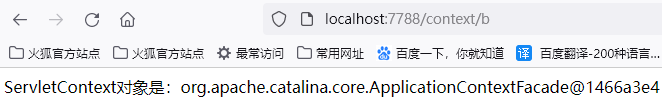 localhost:7788/context/b
火狐官方站点 火狐官方站点 最常访问 常用网址 百度一下，你就知道 译 百度翻译-200种语言...
ServletContext对象是：org.apache.catalina.core.ApplicationContextFacade@1466a3e4